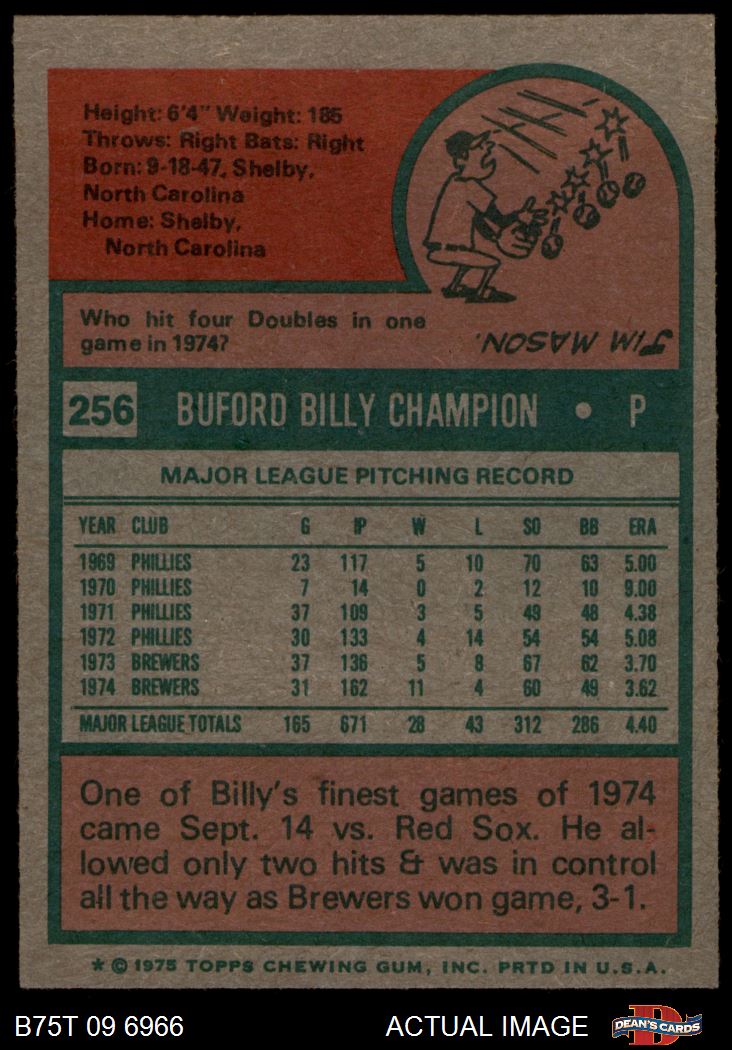 Height: 6'4" Weight: 185
Throws: Right Bats: Right
Born: 9-18-47, Shelby,
North Carolina
Home: Shelby,
North Carolina
Who hit four Doubles in one
game in 1974?
JIM MASON.
256 BUFORD BILLY CHAMPION • P
MAJOR LEAGUE PITCHING RECORD
YEAR CLUB G IP W L SO BB ERA
1969 PHILLIES 23 117 5 10 70 63 5.00
1970 PHILLIES 7 14 0 2 12 10 9.00
1971 PHILLIES 37 109 3 5 49 48 4.38
1972 PHILLIES 30 133 4 14 54 54 5.08
1973 BREWERS 37 136 5 8 67 62 3.70
1974 BREWERS 31 162 11 4 60 49 3.62
MAJOR LEAGUE TOTALS 165 671 28 43 312 286 4.40
One of Billy's finest games of 1974
came Sept. 14 vs. Red Sox. He al-
lowed only two hits & was in control
all the way as Brewers won game, 3-1.
* © 1975 TOPPS CHEWING GUM, INC. PRTD IN U.S.A.
B75T 09 6966 ACTUAL IMAGE D DEAN'S CARDS